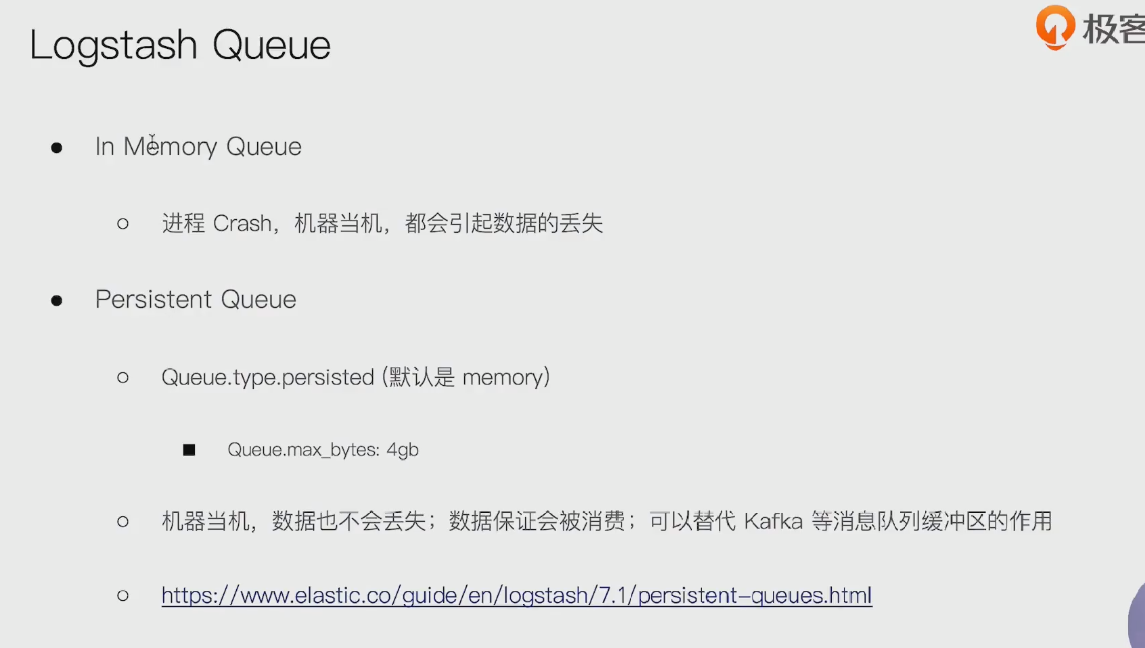 极客
Logstash Queue
In Memory Queue
进程 Crash，机器当机，都会引起数据的丢失
Persistent Queue
Queue.type.persisted (默认是 memory)
Queue.max_bytes: 4gb
机器当机，数据也不会丢失；数据保证会被消费；可以替代 Kafka 等消息队列缓冲区的作用
https://www.elastic.co/guide/en/logstash/7.1/persistent-queues.html